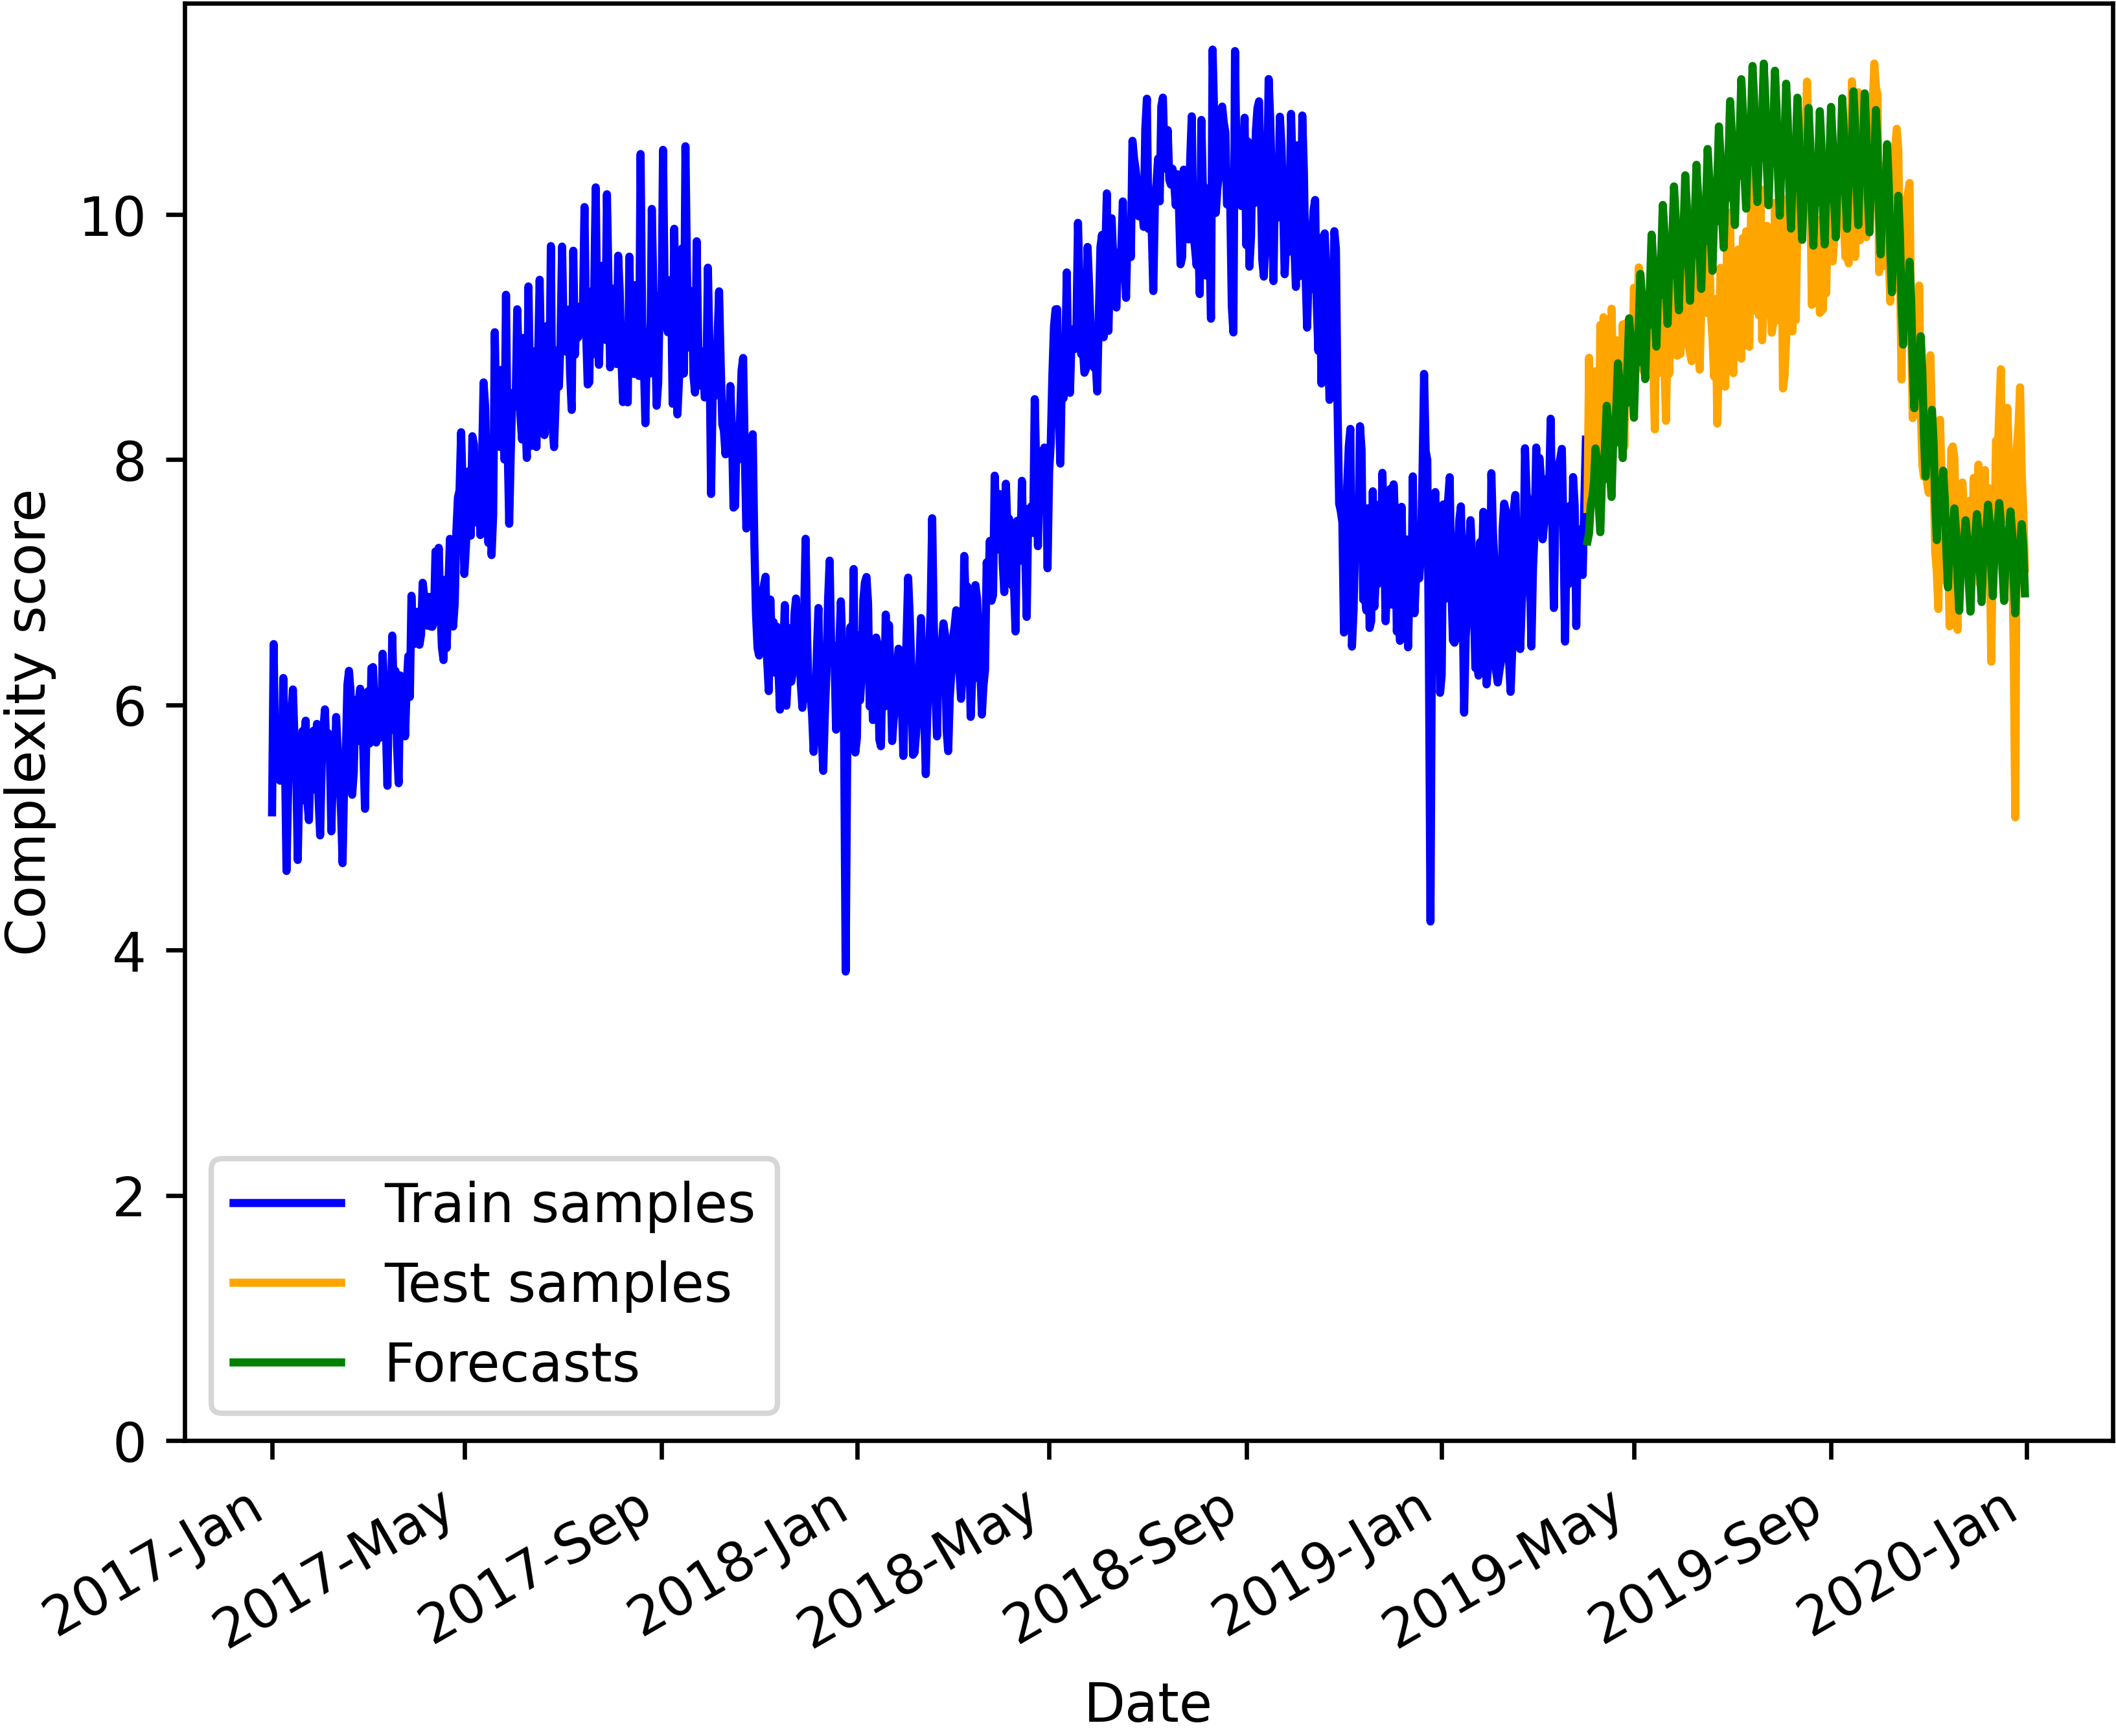 Complexity score
10
8
6
4
2
0
Train samples
Test samples
Forecasts
2017-Jan
2017-May
2017-Sep
2018-Jan
2018-May
2018-Sep
2019-Jan
2019-May
2019-Sep
2020-Jan
Date